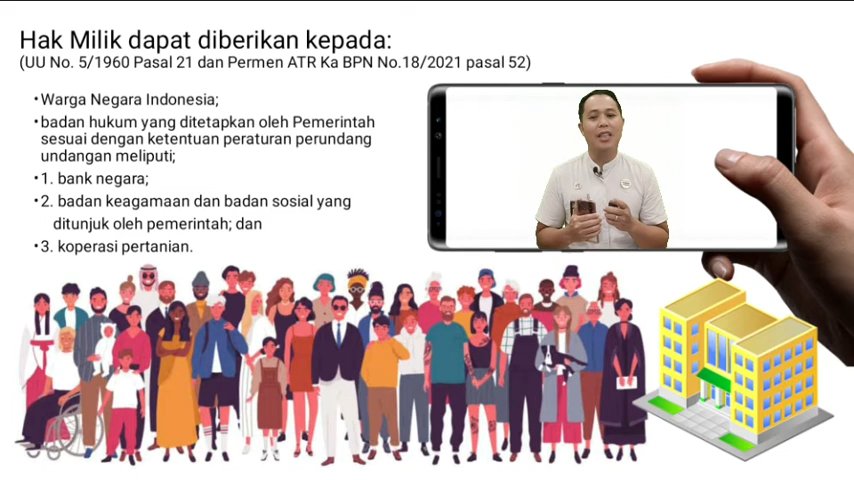 Hak Milik dapat diberikan kepada:
(UU No. 5/1960 Pasal 21 dan Permen ATR Ka BPN No.18/2021 pasal 52)
•Warga Negara Indonesia;
•badan hukum yang ditetapkan oleh Pemerintah
sesuai dengan ketentuan peraturan perundang
undangan meliputi;
•1. bank negara;
•2. badan keagamaan dan badan sosial yang
ditunjuk oleh pemerintah; dan
•3. koperasi pertanian.